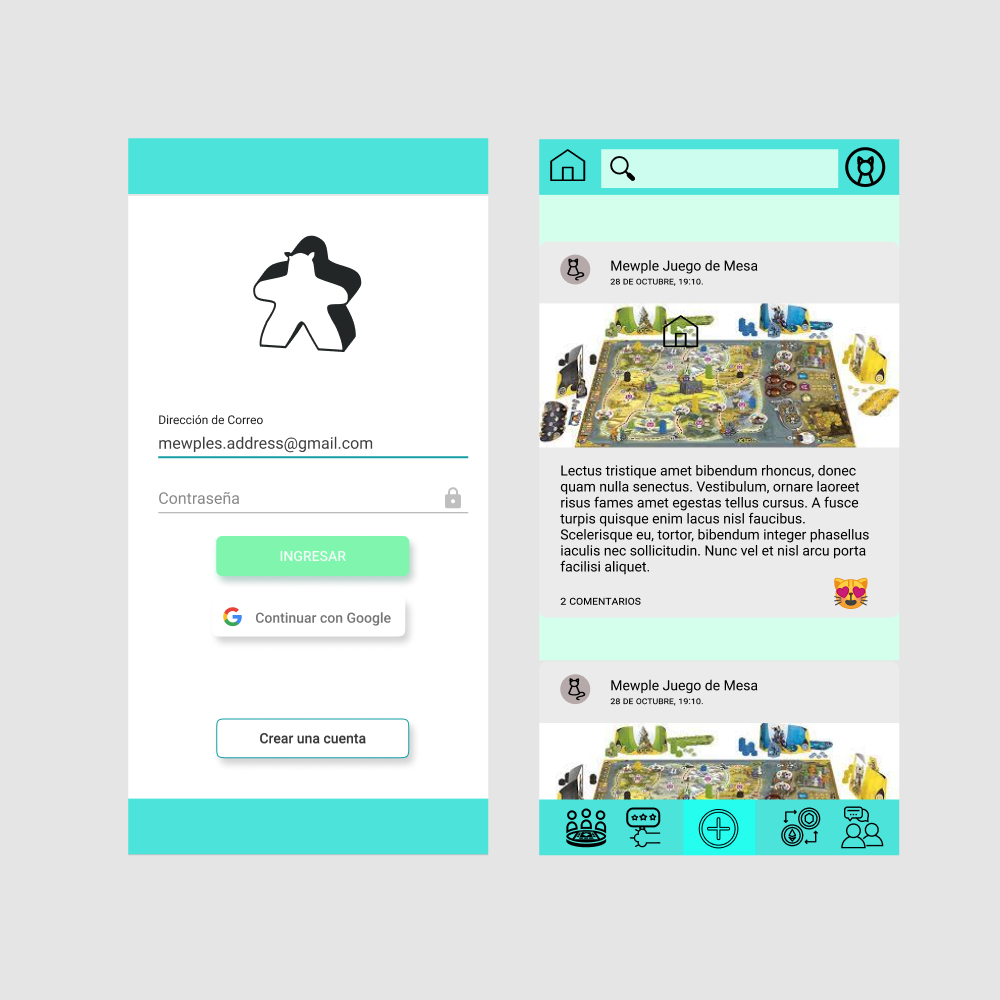 Dirección de Correo
mewples.address@gmail.com
Contraseña
INGRESAR
Continuar con Google
Crear una cuenta
Mewple Juego de Mesa
28 DE OCTUBRE, 19:10.
Lectus tristique amet bibendum rhoncus, donec
quam nulla senectus. Vestibulum, ornare laoreet
risus fames amet egestas tellus cursus. A fusce
turpis quisque enim lacus nisl faucibus.
Scelerisque eu, tortor, bibendum integer phasellus
iaculis nec sollicitudin. Nunc vel et nisl arcu porta
facilisi aliquet.
2 COMENTARIOS
Mewple Juego de Mesa
28 DE OCTUBRE, 19:10.